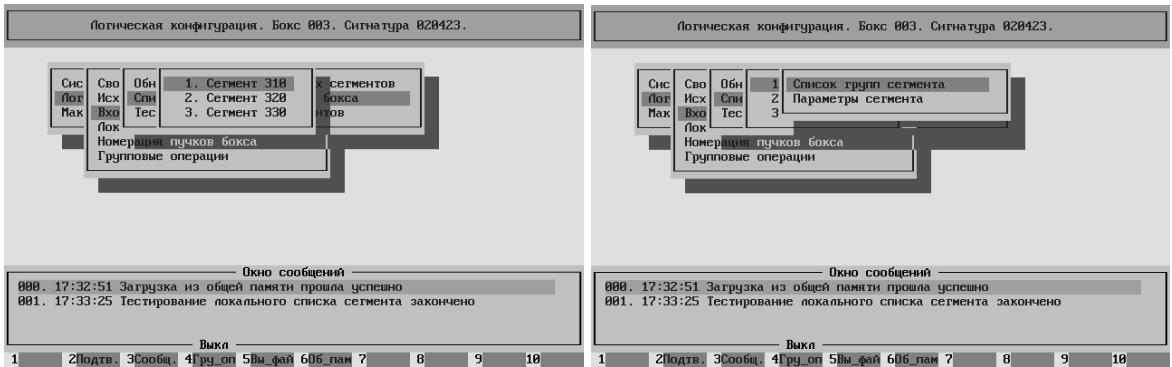 Логическая конфигурация. Бокс 003. Сигнатура 020423.
Сис Сво Обн 1. Сегмент 310 х сегментов
Лог Исх Спи 2. Сегмент 320 бокса
Мак Вхо Тес 3. Сегмент 330 нтов
Лок
Номерация пучков бокса
Групповые операции
Окно сообщений
000. 17:32:51 Загрузка из общей памяти прошла успешно
001. 17:33:25 Тестирование локального списка сегмента закончено
Выкл
1 2Подтв. 3Сообщ. 4Гру_оп 5Вы_фай 6Об_пам 7 8 9 10
Логическая конфигурация. Бокс 003. Сигнатура 020423.
Сис Сво Обн 1 Список групп сегмента
Лог Исх Спи 2 Параметры сегмента
Мак Вхо Тес 3
Лок
Номерация пучков бокса
Групповые операции
Окно сообщений
000. 17:32:51 Загрузка из общей памяти прошла успешно
001. 17:33:25 Тестирование локального списка сегмента закончено
Выкл
1 2Подтв. 3Сообщ. 4Гру_оп 5Вы_фай 6Об_пам 7 8 9 10